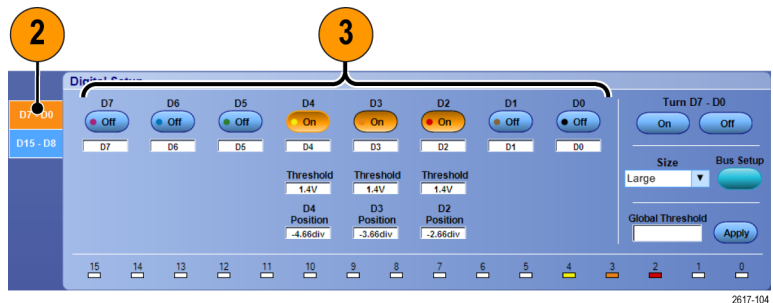 2 3
Digital Setup
D7 - D0
D15 - D8
D7 D6 D5 D4 D3 D2 D1 D0
Off Off Off On On On Off Off
D7 D6 D5 D4 D3 D2 D1 D0
Threshold Threshold Threshold
1.4V 1.4V 1.4V
D4 D3 D2
Position Position Position
-4.66div -3.66div -2.66div
Turn D7 - D0
On Off
Size Bus Setup
Large
Global Threshold
Apply
15 14 13 12 11 10 9 8 7 6 5 4 3 2 1 0
2617-104